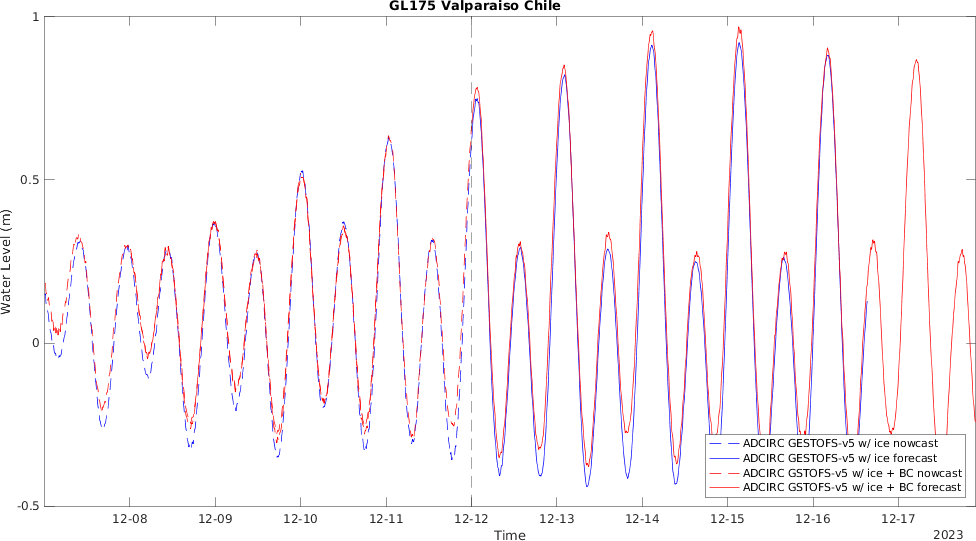 GL175 Valparaiso Chile
1
0.5
0
-0.5
Water Level (m)
12-08 12-09 12-10 12-11 12-12 12-13 12-14 12-15 12-16 12-17
Time
2023
ADCIRC GESTOFS-v5 w/ ice nowcast
ADCIRC GESTOFS-v5 w/ ice forecast
ADCIRC GSTOFS-v5 w/ ice + BC nowcast
ADCIRC GSTOFS-v5 w/ ice + BC forecast